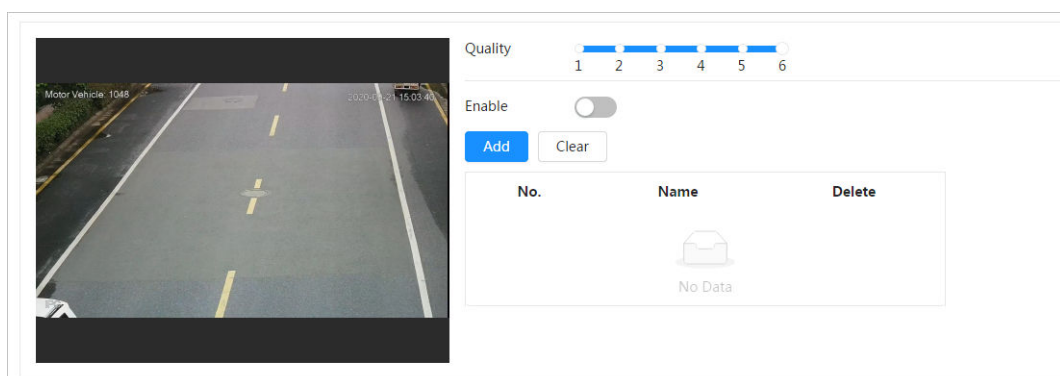 Quality
1 2 3 4 5 6
Motor Vehicle: 1048
Enable
Add Clear
No. Name Delete
No Data